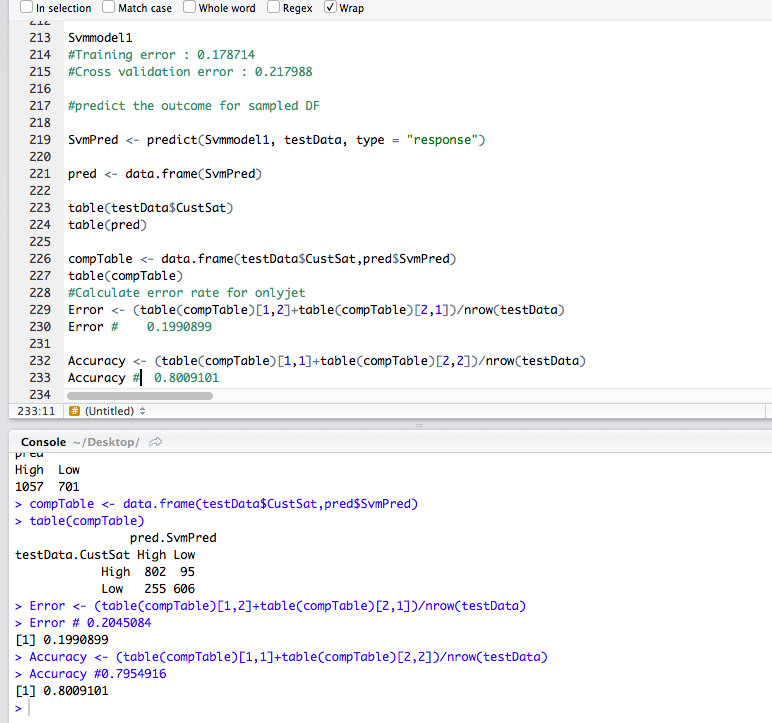 In selection Match case Whole word Regex Wrap
212
213 Svmmodel1
214 #Training error : 0.178714
215 #Cross validation error : 0.217988
216
217 #predict the outcome for sampled DF
218
219 SvmPred <- predict(Svmmodel1, testData, type = "response")
220
221 pred <- data.frame(SvmPred)
222
223 table(testData$CustSat)
224 table(pred)
225
226 compTable <- data.frame(testData$CustSat,pred$SvmPred)
227 table(compTable)
228 #Calculate error rate for onlyjet
229 Error <- (table(compTable)[1,2]+table(compTable)[2,1])/nrow(testData)
230 Error # 0.1990899
231
232 Accuracy <- (table(compTable)[1,1]+table(compTable)[2,2])/nrow(testData)
233 Accuracy # 0.8009101
234
233:11 # (Untitled)
Console ~/Desktop/
pred
High Low
1057 701
> compTable <- data.frame(testData$CustSat,pred$SvmPred)
> table(compTable)
pred.SvmPred
testData.CustSat High Low
High 802 95
Low 255 606
> Error <- (table(compTable)[1,2]+table(compTable)[2,1])/nrow(testData)
> Error # 0.2045084
[1] 0.1990899
> Accuracy <- (table(compTable)[1,1]+table(compTable)[2,2])/nrow(testData)
> Accuracy #0.7954916
[1] 0.8009101
>